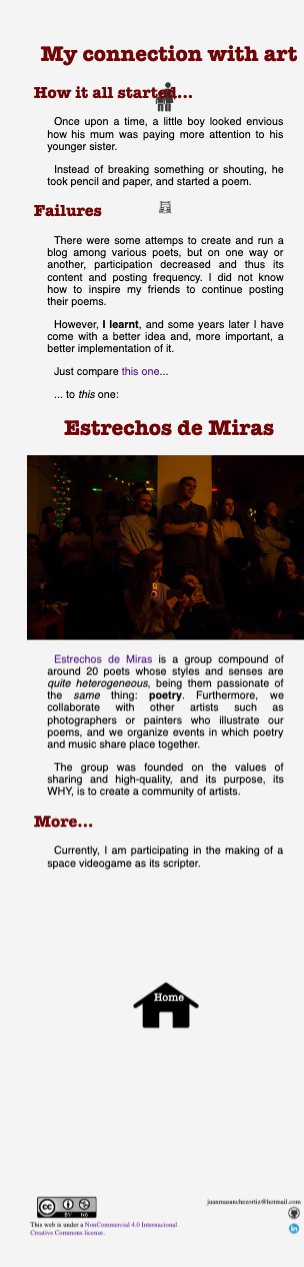 My connection with art
How it all started...
Once upon a time, a little boy looked envious
how his mum was paying more attention to his
younger sister.
Instead of breaking something or shouting, he
took pencil and paper, and started a poem.
Failures
There were some attemps to create and run a
blog among various poets, but on one way or
another, participation decreased and thus its
content and posting frequency. I did not know
how to inspire my friends to continue posting
their poems.
However, I learnt, and some years later I have
come with a better idea and, more important, a
better implementation of it.
Just compare this one...
... to this one:
Estrechos de Miras
Estrechos de Miras is a group compound of
around 20 poets whose styles and senses are
quite heterogeneous, being them passionate of
the same thing: poetry. Furthermore, we
collaborate with other artists such as
photographers or painters who illustrate our
poems, and we organize events in which poetry
and music share place together.
The group was founded on the values of
sharing and high-quality, and its purpose, its
WHY, is to create a community of artists.
More...
Currently, I am participating in the making of a
space videogame as its scripter.
Home
cc
BY NC
juanmasanchezortiz@hotmail.com
This web is under a NonCommercial 4.0 Internacional
Creative Commons license.
in